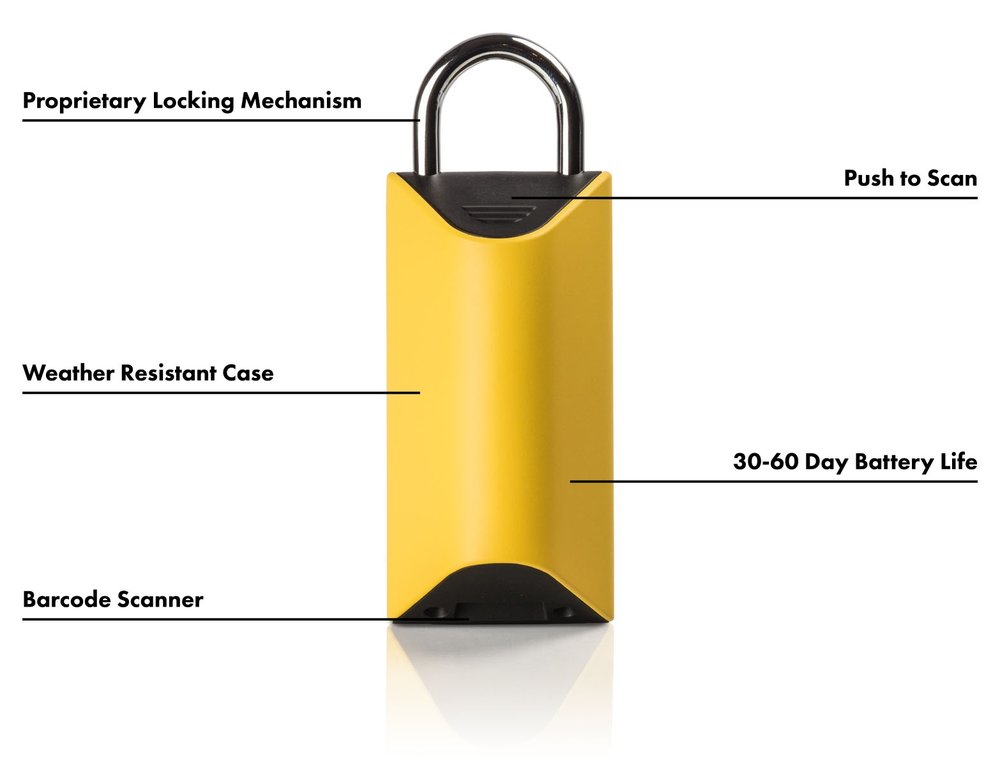 Proprietary Locking Mechanism
Push to Scan
Weather Resistant Case
30-60 Day Battery Life
Barcode Scanner